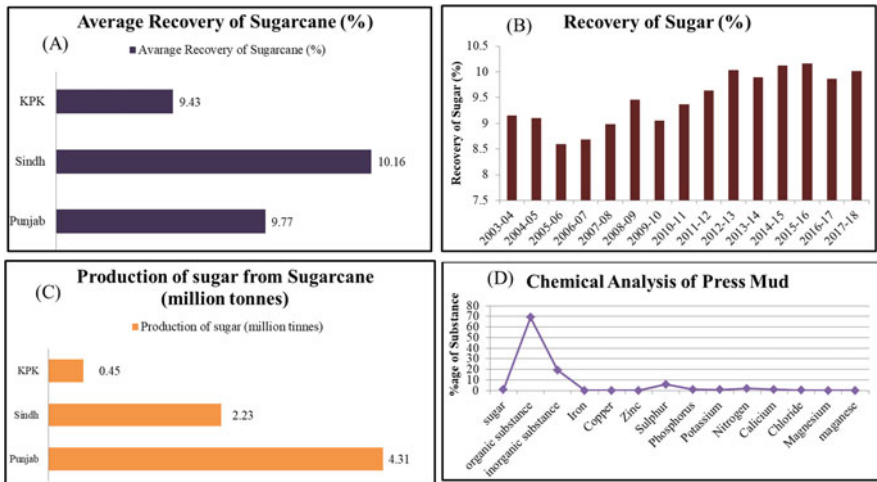 Average Recovery of Sugarcane (%)
(A)
Avarage Recovery of Sugarcane (%)
KPK
9.43
Sindh
10.16
Punjab
9.77
(B)
Recovery of Sugar (%)
Recovery of Sugar (%)
10.5
10
9.5
9
8.5
8
7.5
2003-04
2004-05
2005-06
2006-07
2007-08
2008-09
2009-10
2010-11
2011-12
2012-13
2013-14
2014-15
2015-16
2016-17
2017-18
Production of sugar from Sugarcane
(million tonnes)
(C)
Production of sugar (million tinnes)
KPK
0.45
Sindh
2.23
Punjab
4.31
(D)
Chemical Analysis of Press Mud
%age of Substance
80
70
60
50
40
30
20
10
0
sugar
organic substance
inorganic substance
Iron
Copper
Zinc
Sulphur
Phosphorus
Potassium
Nitrogen
Calicium
Chloride
Magnesium
maganese